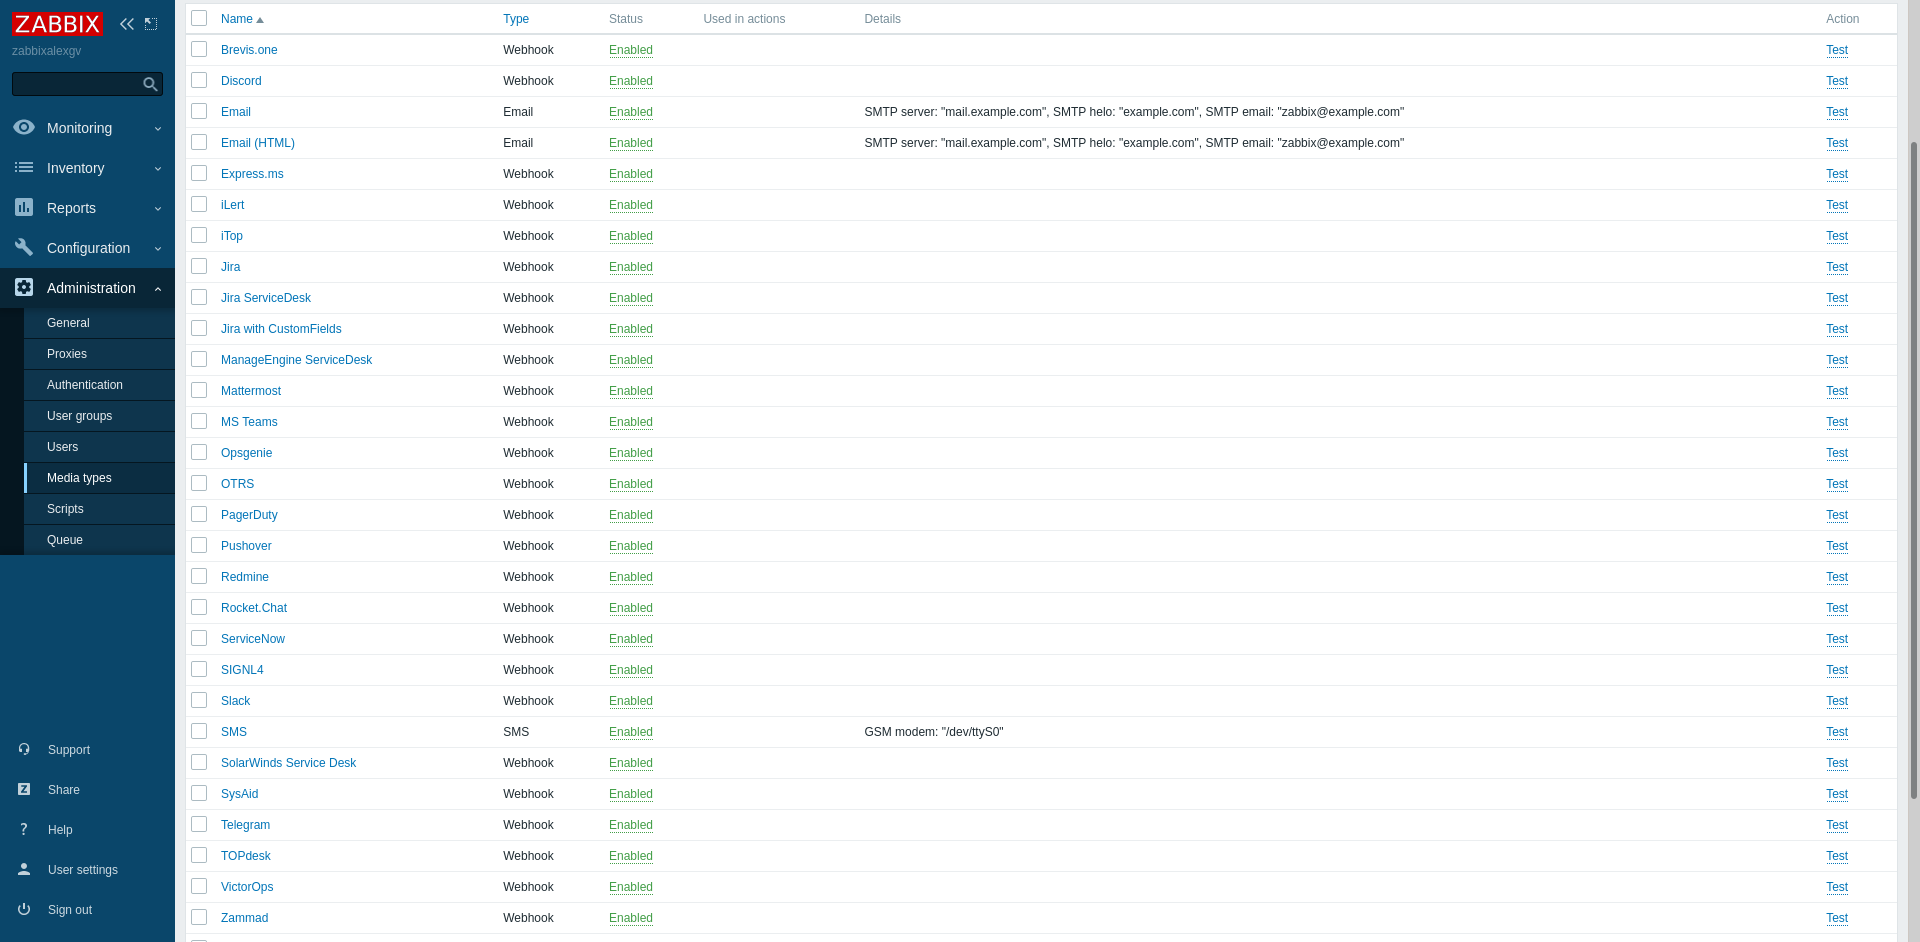 ZABBIX
zabbixalexgv
Monitoring
Inventory
Reports
Configuration
Administration
General
Proxies
Authentication
User groups
Users
Media types
Scripts
Queue
Support
Share
Help
User settings
Sign out
Name Type Status Used in actions Details Action
Brevis.one Webhook Enabled Test
Discord Webhook Enabled Test
Email Email Enabled SMTP server: "mail.example.com", SMTP helo: "example.com", SMTP email: "zabbix@example.com" Test
Email (HTML) Email Enabled SMTP server: "mail.example.com", SMTP helo: "example.com", SMTP email: "zabbix@example.com" Test
Express.ms Webhook Enabled Test
iLert Webhook Enabled Test
iTop Webhook Enabled Test
Jira Webhook Enabled Test
Jira ServiceDesk Webhook Enabled Test
Jira with CustomFields Webhook Enabled Test
ManageEngine ServiceDesk Webhook Enabled Test
Mattermost Webhook Enabled Test
MS Teams Webhook Enabled Test
Opsgenie Webhook Enabled Test
OTRS Webhook Enabled Test
PagerDuty Webhook Enabled Test
Pushover Webhook Enabled Test
Redmine Webhook Enabled Test
Rocket.Chat Webhook Enabled Test
ServiceNow Webhook Enabled Test
SIGNL4 Webhook Enabled Test
Slack Webhook Enabled Test
SMS SMS Enabled GSM modem: "/dev/ttyS0" Test
SolarWinds Service Desk Webhook Enabled Test
SysAid Webhook Enabled Test
Telegram Webhook Enabled Test
TOPdesk Webhook Enabled Test
VictorOps Webhook Enabled Test
Zammad Webhook Enabled Test